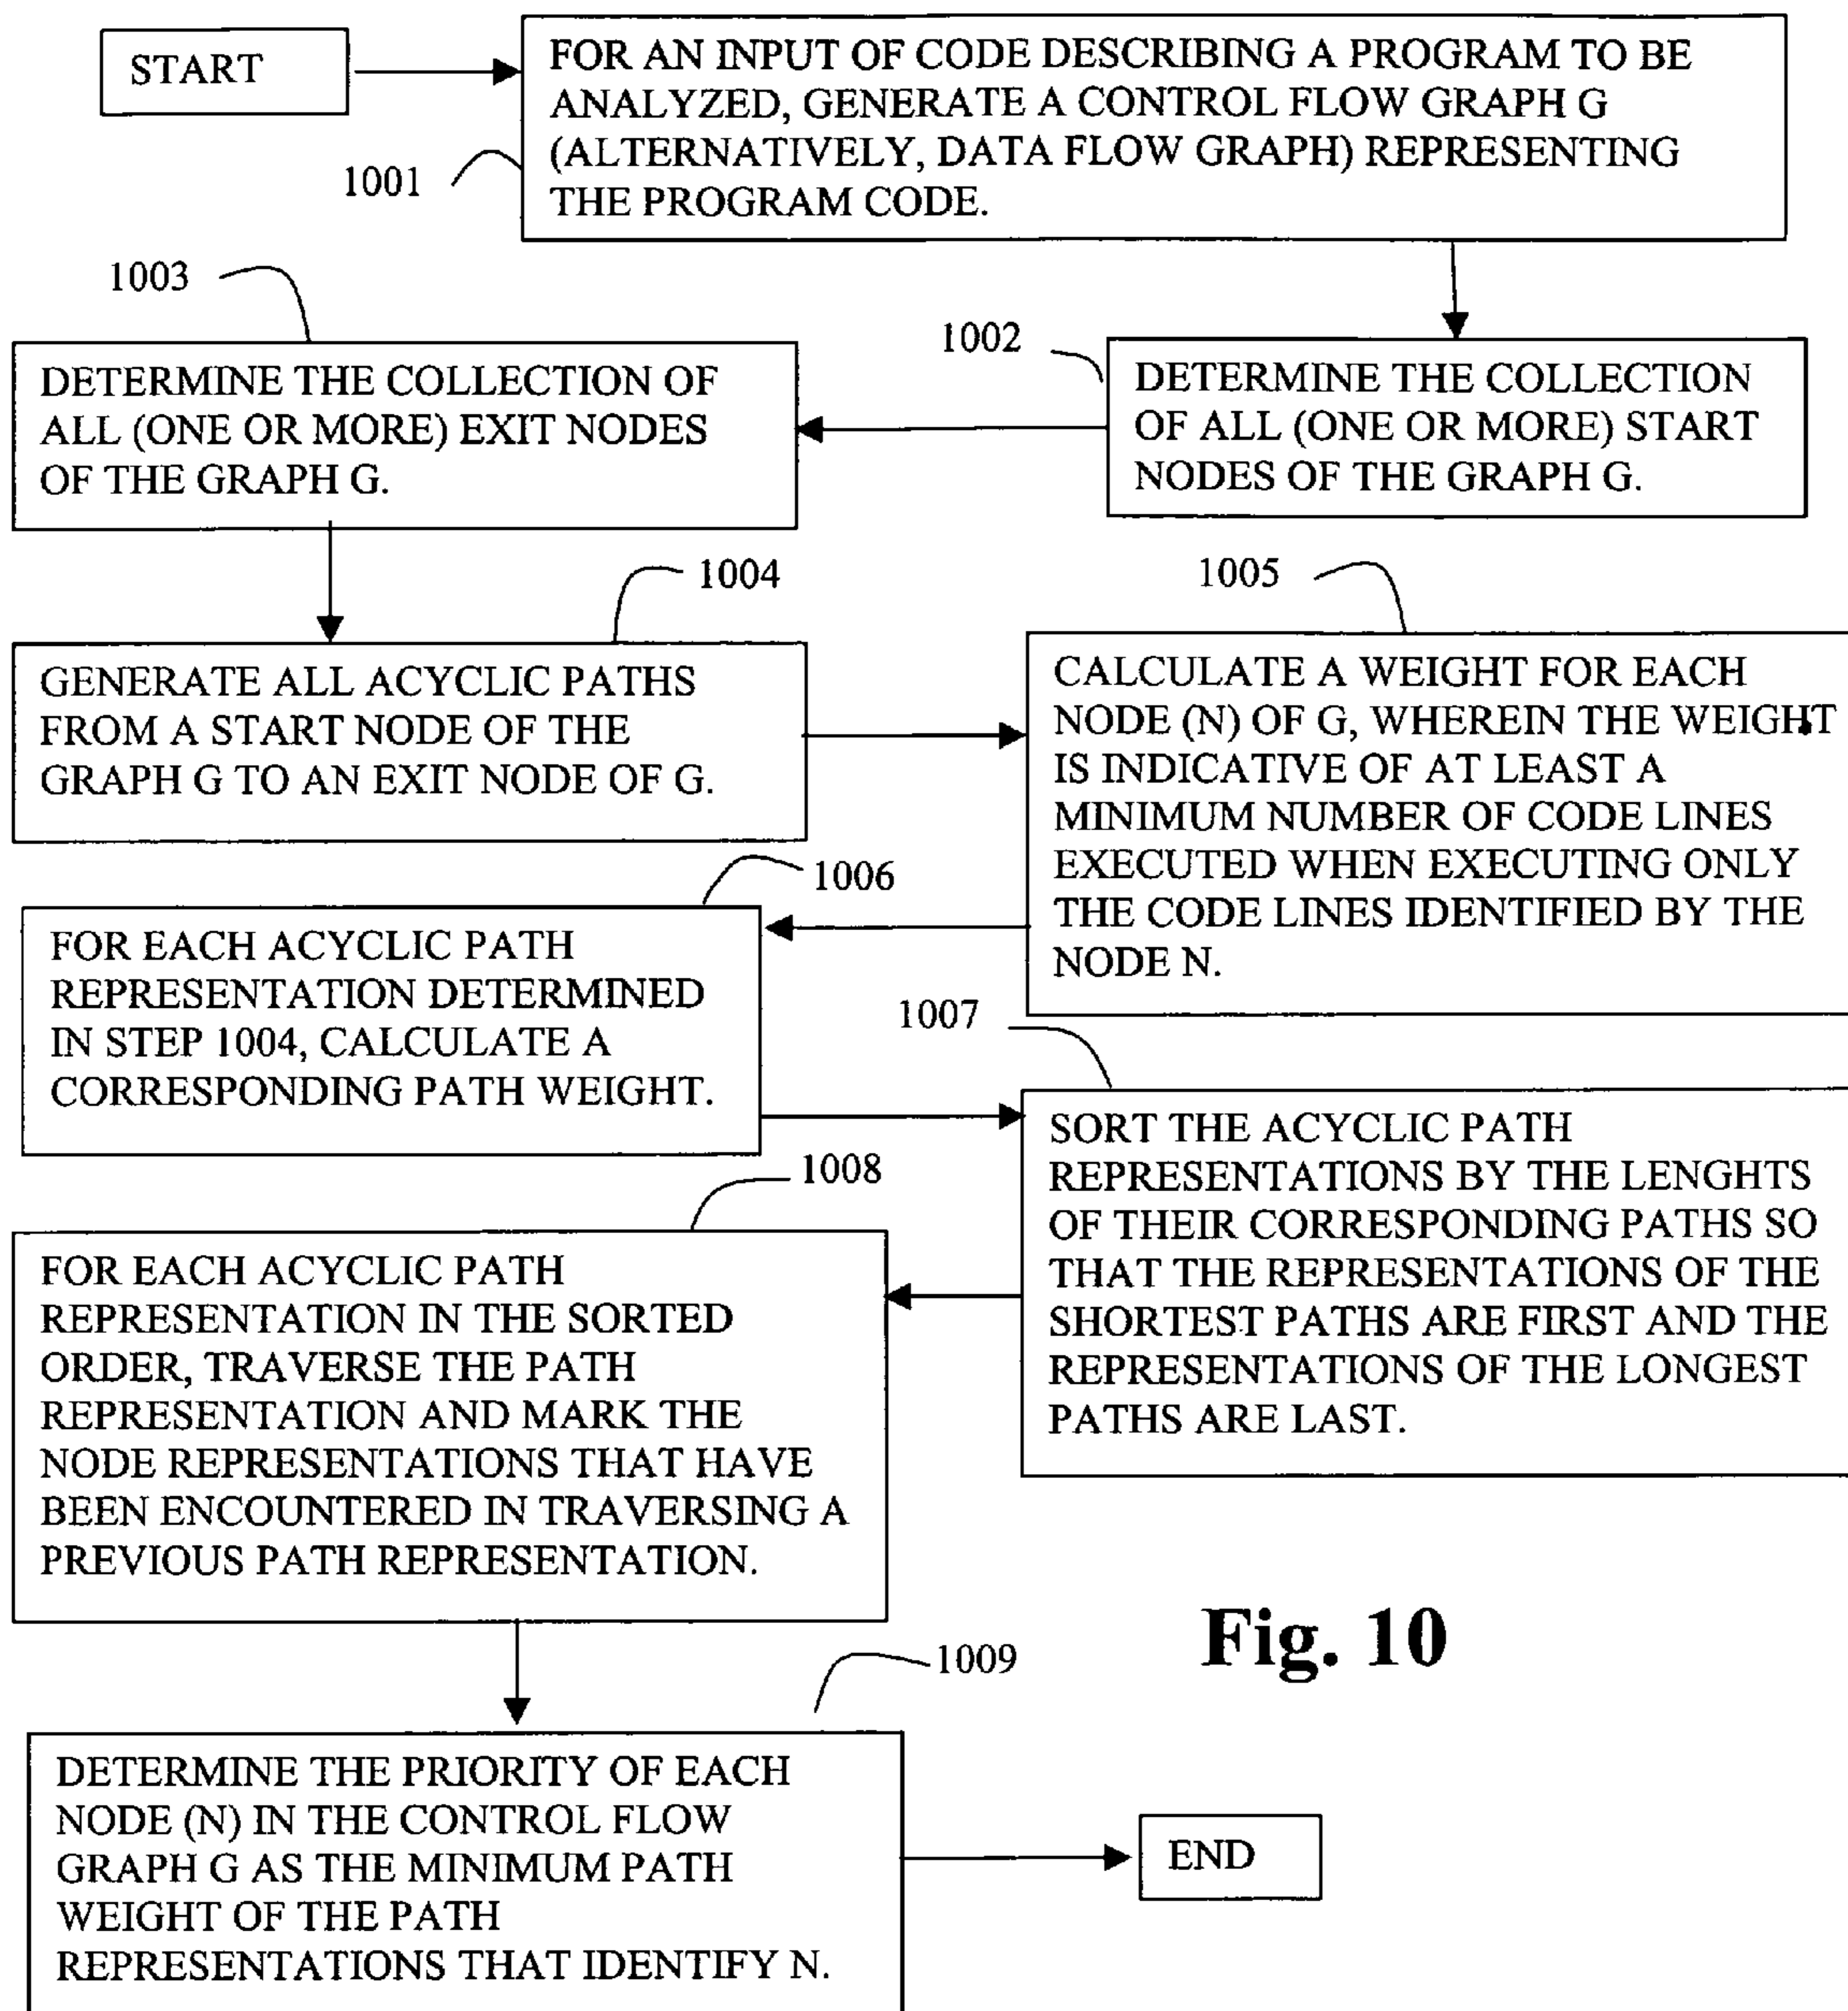 START
FOR AN INPUT OF CODE DESCRIBING A PROGRAM TO BE
ANALYZED, GENERATE A CONTROL FLOW GRAPH G
(ALTERNATIVELY, DATA FLOW GRAPH) REPRESENTING
THE PROGRAM CODE.
1001
1002
DETERMINE THE COLLECTION
OF ALL (ONE OR MORE) START
NODES OF THE GRAPH G.
1003
DETERMINE THE COLLECTION OF
ALL (ONE OR MORE) EXIT NODES
OF THE GRAPH G.
1004
GENERATE ALL ACYCLIC PATHS
FROM A START NODE OF THE
GRAPH G TO AN EXIT NODE OF G.
1005
CALCULATE A WEIGHT FOR EACH
NODE (N) OF G, WHEREIN THE WEIGHT
IS INDICATIVE OF AT LEAST A
MINIMUM NUMBER OF CODE LINES
EXECUTED WHEN EXECUTING ONLY
THE CODE LINES IDENTIFIED BY THE
NODE N.
1006
FOR EACH ACYCLIC PATH
REPRESENTATION DETERMINED
IN STEP 1004, CALCULATE A
CORRESPONDING PATH WEIGHT.
1007
SORT THE ACYCLIC PATH
REPRESENTATIONS BY THE LENGHTS
OF THEIR CORRESPONDING PATHS SO
THAT THE REPRESENTATIONS OF THE
SHORTEST PATHS ARE FIRST AND THE
REPRESENTATIONS OF THE LONGEST
PATHS ARE LAST.
1008
FOR EACH ACYCLIC PATH
REPRESENTATION IN THE SORTED
ORDER, TRAVERSE THE PATH
REPRESENTATION AND MARK THE
NODE REPRESENTATIONS THAT HAVE
BEEN ENCOUNTERED IN TRAVERSING A
PREVIOUS PATH REPRESENTATION.
1009
DETERMINE THE PRIORITY OF EACH
NODE (N) IN THE CONTROL FLOW
GRAPH G AS THE MINIMUM PATH
WEIGHT OF THE PATH
REPRESENTATIONS THAT IDENTIFY N.
END
Fig. 10